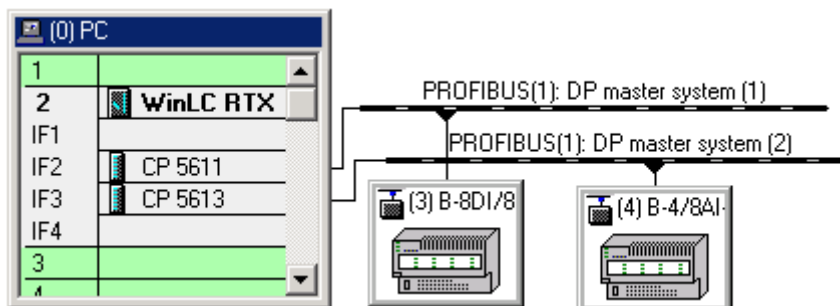 (0) PC
1
2 WinLC RTX
IF1
IF2 CP 5611
IF3 CP 5613
IF4
3
PROFIBUS(1): DP master system (1)
PROFIBUS(1): DP master system (2)
(3) B-8DI/8
(4) B-4/8AI-